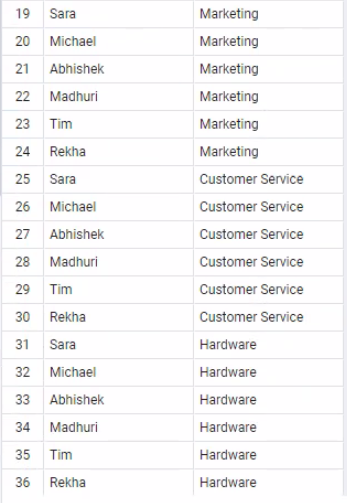 19 Sara Marketing
20 Michael Marketing
21 Abhishek Marketing
22 Madhuri Marketing
23 Tim Marketing
24 Rekha Marketing
25 Sara Customer Service
26 Michael Customer Service
27 Abhishek Customer Service
28 Madhuri Customer Service
29 Tim Customer Service
30 Rekha Customer Service
31 Sara Hardware
32 Michael Hardware
33 Abhishek Hardware
34 Madhuri Hardware
35 Tim Hardware
36 Rekha Hardware